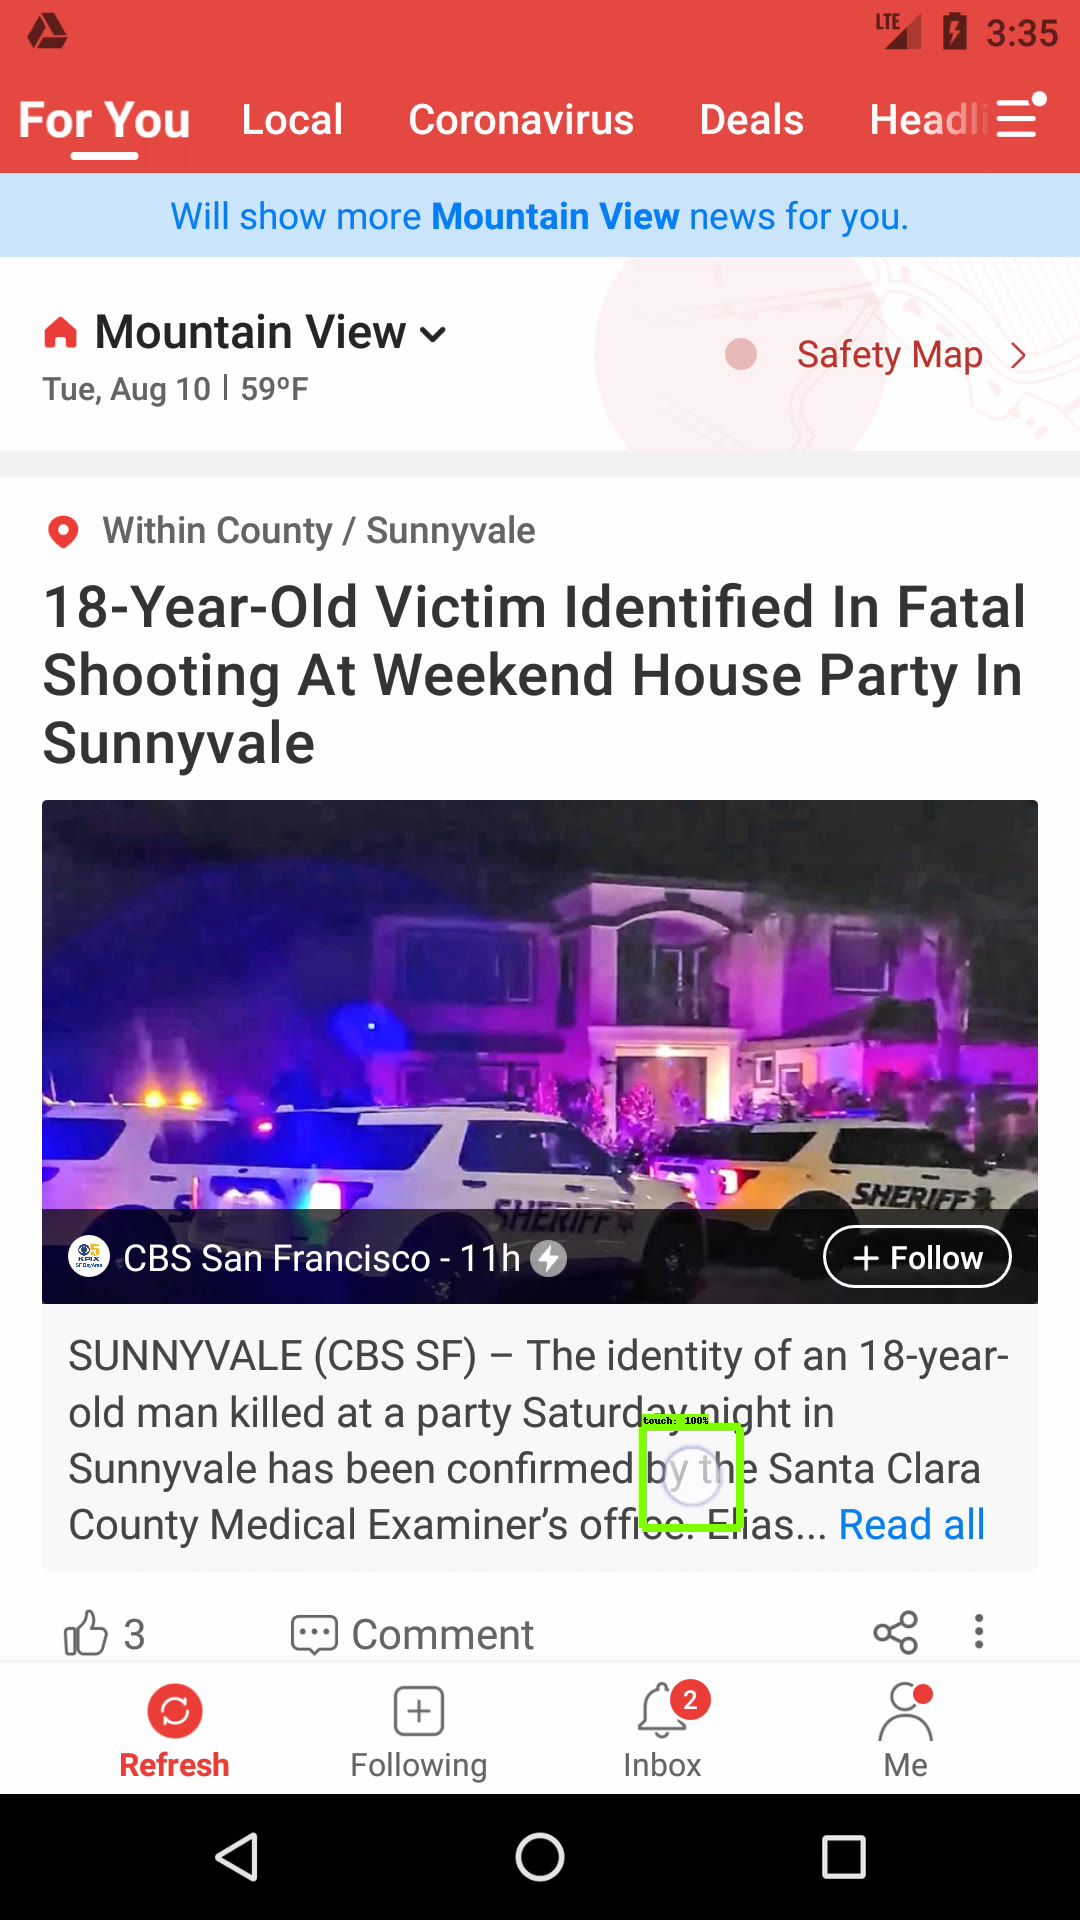 LTE 3:35
For You Local Coronavirus Deals Headli
Will show more Mountain View news for you.
Mountain View
Tue, Aug 10 | 59ºF
Safety Map
Within County / Sunnyvale
18-Year-Old Victim Identified In Fatal
Shooting At Weekend House Party In
Sunnyvale
SHERIFF
SHERIFF
CBS San Francisco - 11h
+ Follow
SUNNYVALE (CBS SF) – The identity of an 18-year-
old man killed at a party Saturday night in
touch: 100%
Sunnyvale has been confirmed by the Santa Clara
County Medical Examiner’s office. Elias... Read all
3 Comment
2
Refresh Following Inbox Me